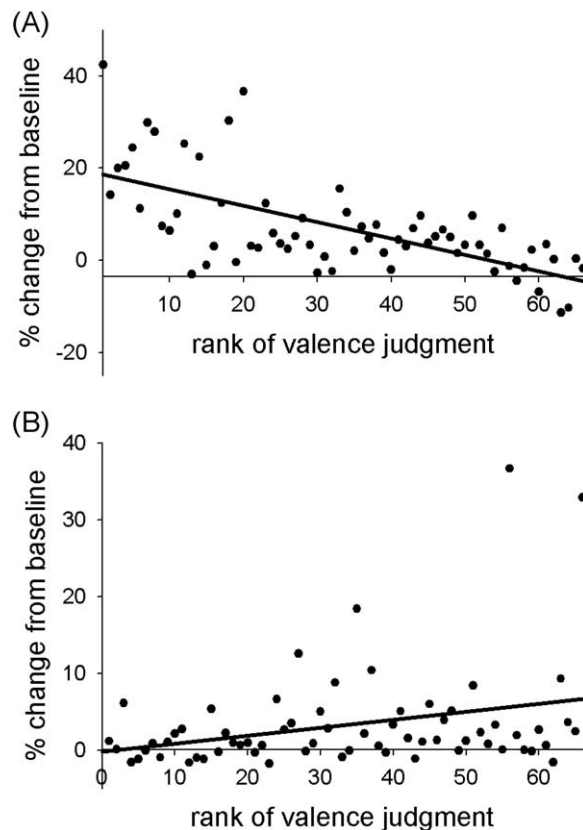 (A)
% change from baseline
40
20
0
-20
10 20 30 40 50 60
rank of valence judgment
(B)
% change from baseline
40
30
20
10
0
0 10 20 30 40 50 60
rank of valence judgment